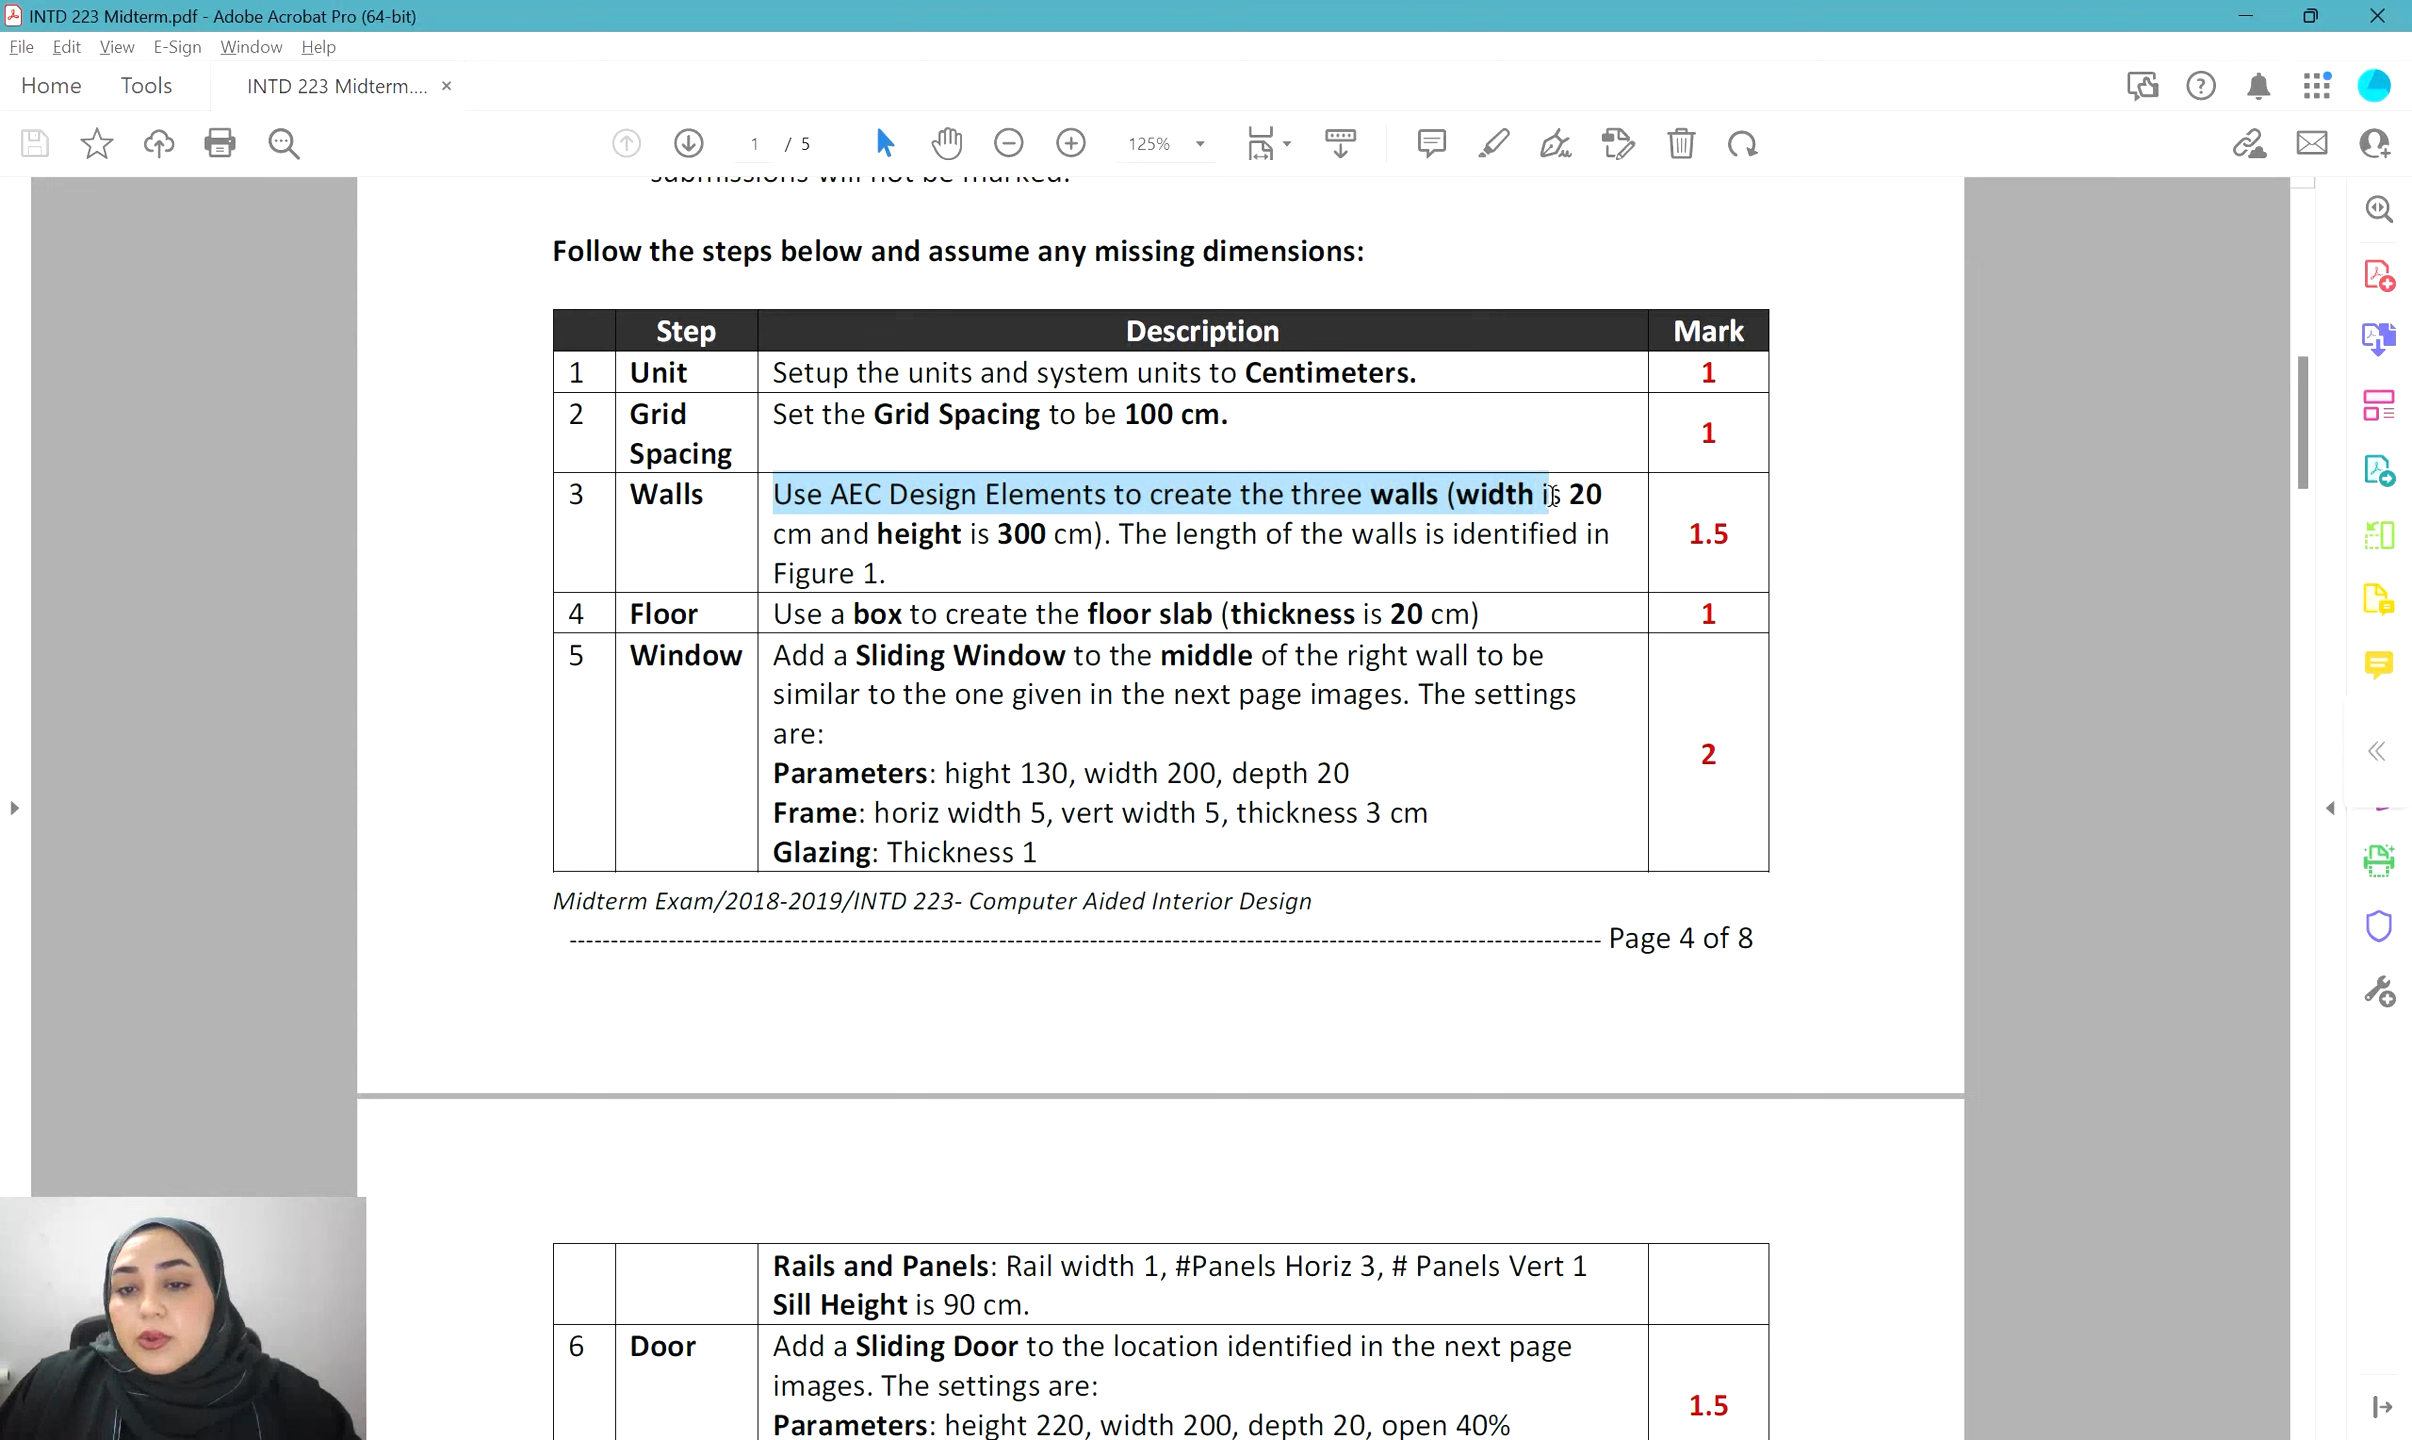 INTD 223 Midterm.pdf - Adobe Acrobat Pro (64-bit)
File Edit View E-Sign Window Help
Home Tools INTD 223 Midterm.... ×
1 / 5 125%
submissions will not be marked.
Follow the steps below and assume any missing dimensions:
Step Description Mark
1 Unit Setup the units and system units to Centimeters. 1
2 Grid Spacing Set the Grid Spacing to be 100 cm. 1
3 Walls Use AEC Design Elements to create the three walls (width is 20
cm and height is 300 cm). The length of the walls is identified in
Figure 1. 1.5
4 Floor Use a box to create the floor slab (thickness is 20 cm) 1
5 Window Add a Sliding Window to the middle of the right wall to be
similar to the one given in the next page images. The settings
are:
Parameters: hight 130, width 200, depth 20 2
Frame: horiz width 5, vert width 5, thickness 3 cm
Glazing: Thickness 1
Midterm Exam/2018-2019/INTD 223- Computer Aided Interior Design
Page 4 of 8
Rails and Panels: Rail width 1, #Panels Horiz 3, # Panels Vert 1
Sill Height is 90 cm.
6 Door Add a Sliding Door to the location identified in the next page
images. The settings are:
Parameters: height 220, width 200, depth 20, open 40% 1.5